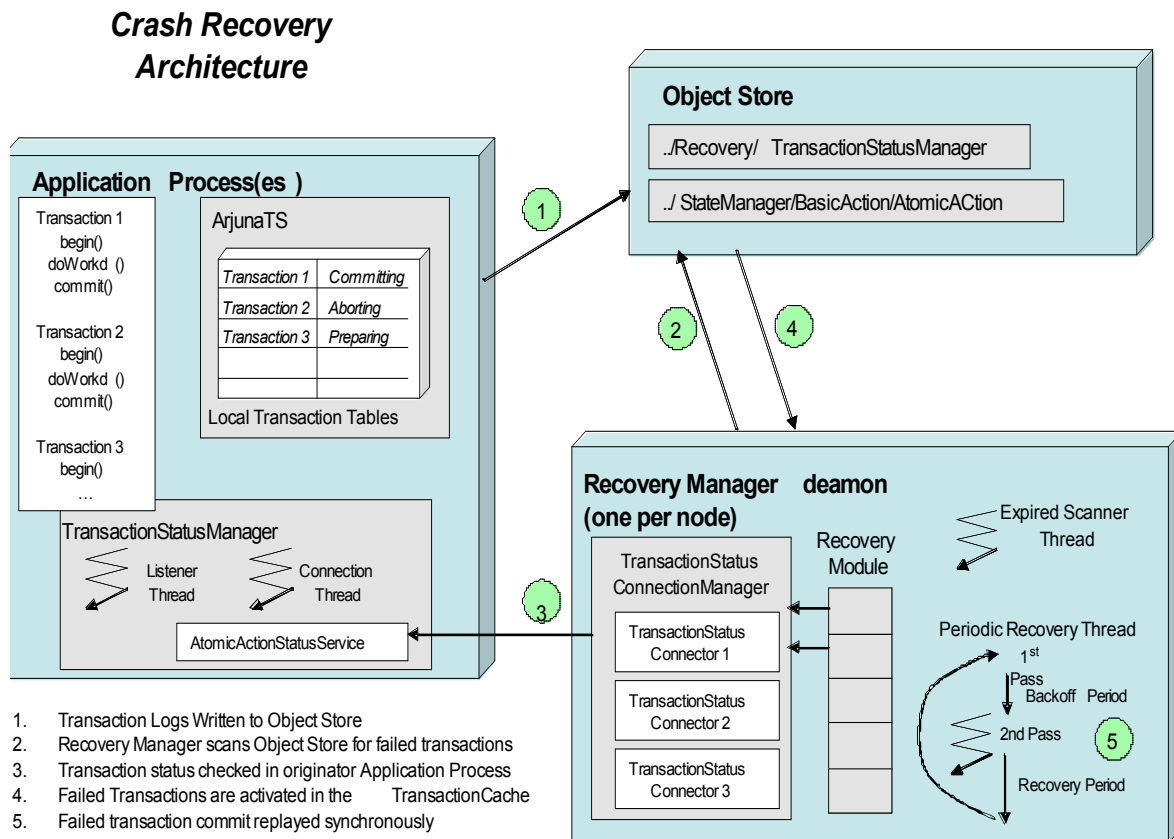 Crash Recovery
Architecture
Object Store
../Recovery/ TransactionStatusManager
../ StateManager/BasicAction/AtomicACtion
Application Process(es )
Transaction 1
begin()
doWorkd ()
commit()
Transaction 2
begin()
doWorkd ()
commit()
Transaction 3
begin()
...
ArjunaTS
Transaction 1 Committing
Transaction 2 Aborting
Transaction 3 Preparing
Local Transaction Tables
1
2
4
TransactionStatusManager
Listener
Thread
Connection
Thread
AtomicActionStatusService
3
Recovery Manager deamon
(one per node)
TransactionStatus
ConnectionManager
TransactionStatus
Connector 1
TransactionStatus
Connector 2
TransactionStatus
Connector 3
Recovery
Module
Expired Scanner
Thread
Periodic Recovery Thread
1st
Pass
Backoff Period
2nd Pass
5
Recovery Period
1. Transaction Logs Written to Object Store
2. Recovery Manager scans Object Store for failed transactions
3. Transaction status checked in originator Application Process
4. Failed Transactions are activated in the TransactionCache
5. Failed transaction commit replayed synchronously